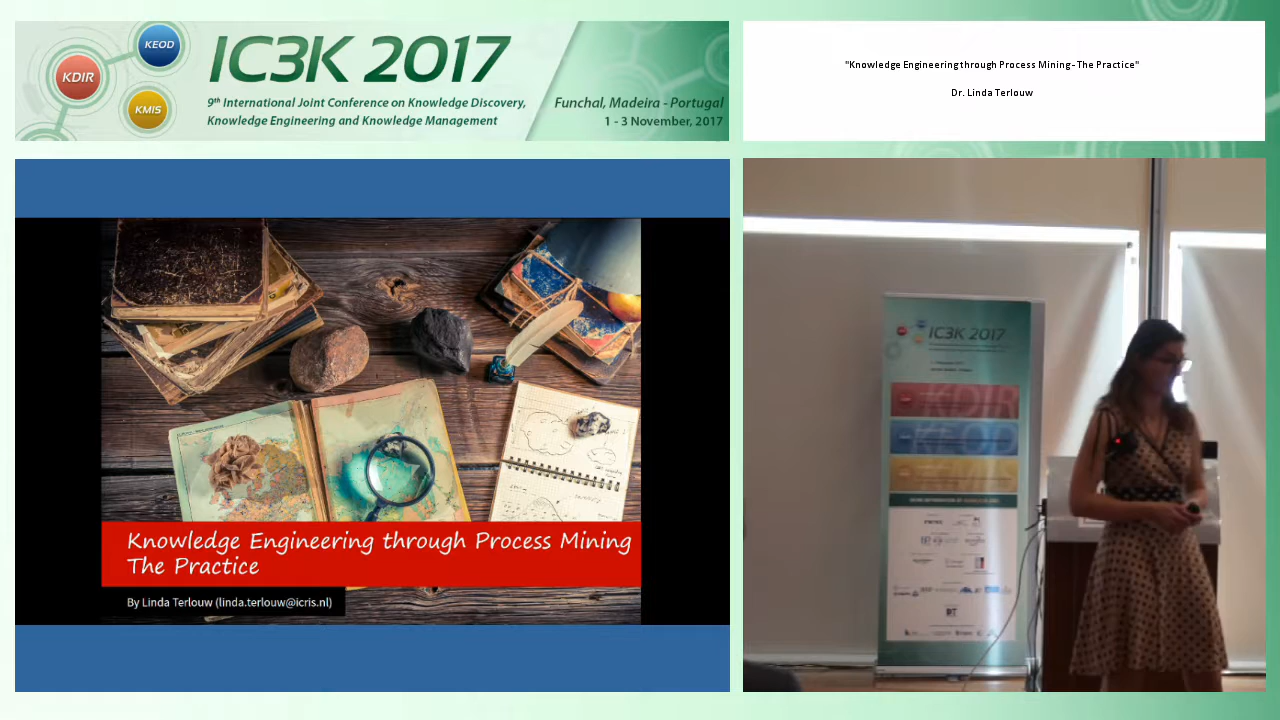 KEOD
KDIR
KMIS
IC3K 2017
9th International Joint Conference on Knowledge Discovery,
Knowledge Engineering and Knowledge Management
Funchal, Madeira - Portugal
1 - 3 November, 2017
"Knowledge Engineering through Process Mining - The Practice"
Dr. Linda Terlouw
Knowledge Engineering through Process Mining
The Practice
By Linda Terlouw (linda.terlouw@icris.nl)
IC3K 2017
KDIR
KEOD